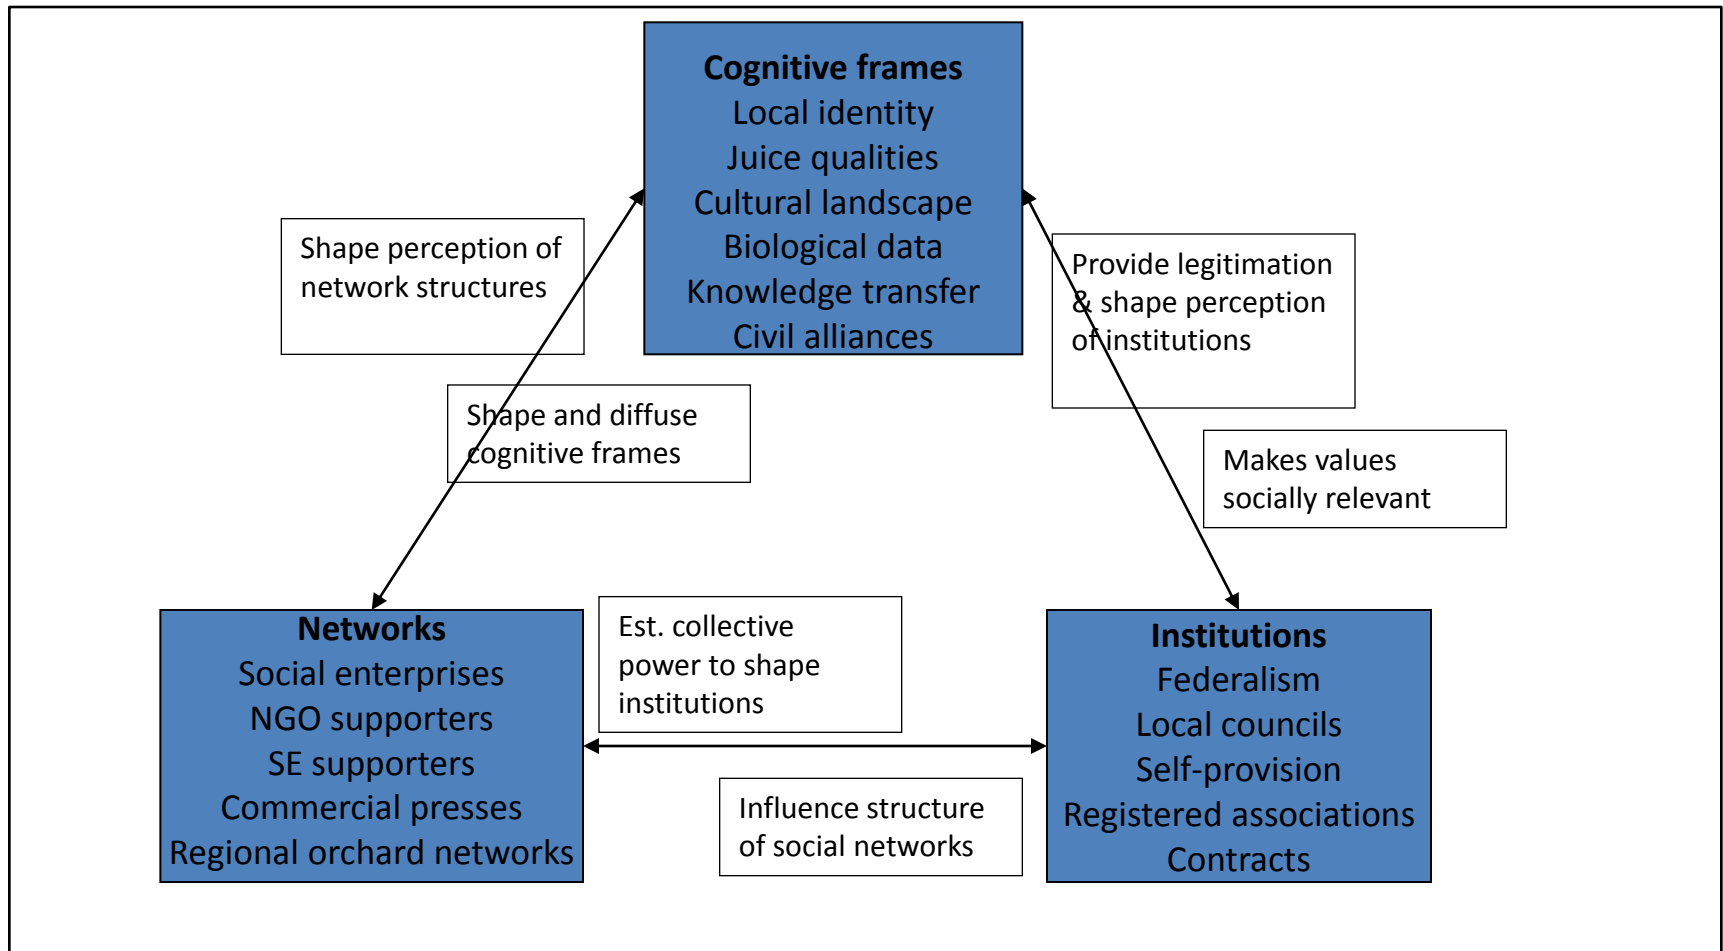 Cognitive frames
Local identity
Juice qualities
Cultural landscape
Biological data
Knowledge transfer
Civil alliances
Shape perception of
network structures
Provide legitimation
& shape perception
of institutions
Shape and diffuse
cognitive frames
Makes values
socially relevant
Networks
Social enterprises
NGO supporters
SE supporters
Commercial presses
Regional orchard networks
Est. collective
power to shape
institutions
Influence structure
of social networks
Institutions
Federalism
Local councils
Self-provision
Registered associations
Contracts